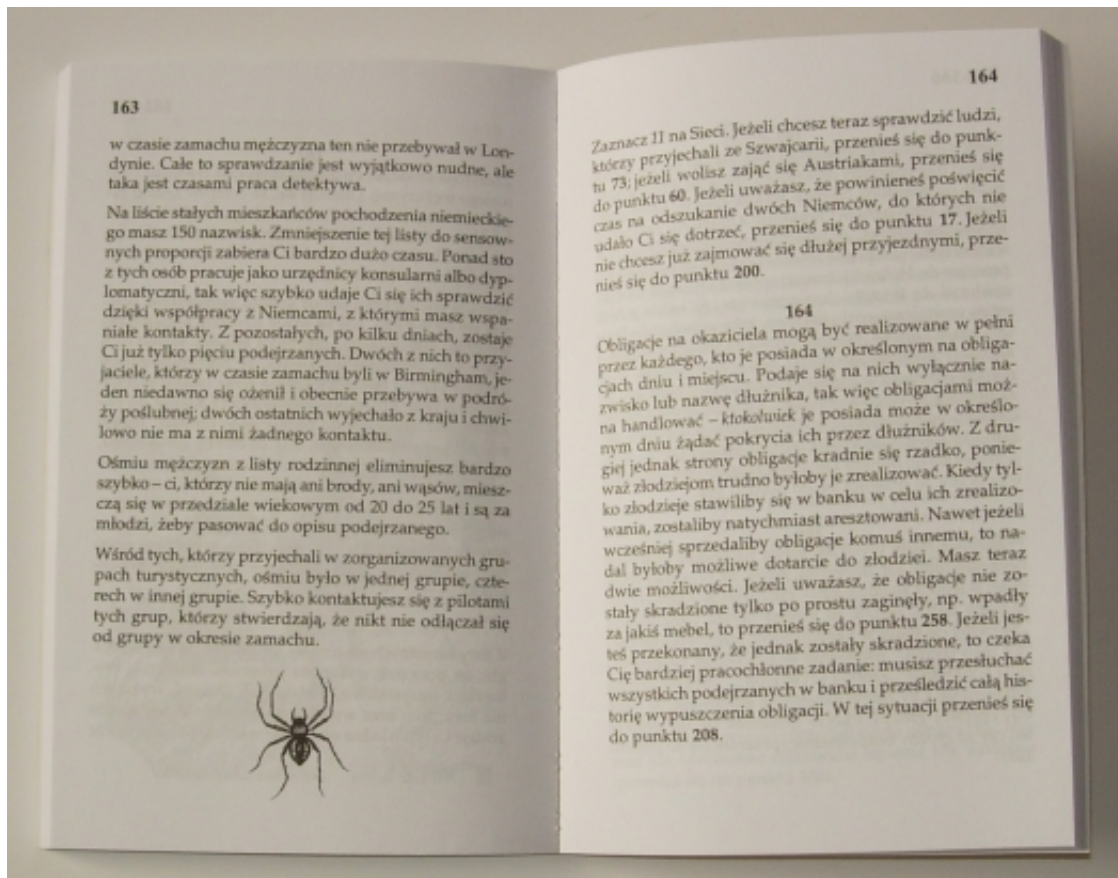 163
w czasie zamachu mężczyzna ten nie przebywał w Lon-
dynie. Całe to sprawdzanie jest wyjątkowo nudne, ale
taka jest czasami praca detektywa.
Na liście stałych mieszkańców pochodzenia niemieckie-
go masz 150 nazwisk. Zmniejszenie tej listy do sensow-
nych proporcji zabiera Ci bardzo dużo czasu. Ponad sto
z tych osób pracuje jako urzędnicy konsularni albo dyp-
lomatyczni, tak więc szybko udaje Ci się ich sprawdzić
dzięki współpracy z Niemcami, z którymi masz wspa-
niałe kontakty. Z pozostałych, po kilku dniach, zostaje
Ci już tylko pięciu podejrzanych. Dwóch z nich to przy-
jaciele, którzy w czasie zamachu byli w Birmingham, je-
den niedawno się ożenił i obecnie przebywa w podró-
ży poślubnej; dwóch ostatnich wyjechało z kraju i chwi-
lowo nie ma z nimi żadnego kontaktu.
Ośmiu mężczyzn z listy rodzinnej eliminujesz bardzo
szybko – ci, którzy nie mają ani brody, ani wąsów, miesz-
czą się w przedziale wiekowym od 20 do 25 lat i są za
młodzi, żeby pasować do opisu podejrzanego.
Wśród tych, którzy przyjechali w zorganizowanych gru-
pach turystycznych, ośmiu było w jednej grupie, czte-
rech w innej grupie. Szybko kontaktujesz się z pilotami
tych grup, którzy stwierdzają, że nikt nie odłączał się
od grupy w okresie zamachu.
164
Zaznacz 11 na Sieci. Jeżeli chcesz teraz sprawdzić ludzi,
którzy przyjechali ze Szwajcarii, przenieś się do punk-
tu 73; jeżeli wolisz zająć się Austriakami, przenieś się
do punktu 60. Jeżeli uważasz, że powinieneś poświęcić
czas na odszukanie dwóch Niemców, do których nie
udało Ci się dotrzeć, przenieś się do punktu 17. Jeżeli
nie chcesz już zajmować się dłużej przyjezdnymi, prze-
nieś się do punktu 200.
164
Obligacje na okaziciela mogą być realizowane w pełni
przez każdego, kto je posiada w określonym na obliga-
cjach dniu i miejscu. Podaje się na nich wyłącznie na-
zwisko lub nazwę dłużnika, tak więc obligacjami moż-
na handlować – ktokolwiek je posiada może w określo-
nym dniu żądać pokrycia ich przez dłużników. Z dru-
giej jednak strony obligacje kradnie się rzadko, ponie-
waż złodziejom trudno byłoby je zrealizować. Kiedy tyl-
ko złodzieje stawiliby się w banku w celu ich zrealizo-
wania, zostaliby natychmiast aresztowani. Nawet jeżeli
wcześniej sprzedaliby obligacje komuś innemu, to na-
dal byłoby możliwe dotarcie do złodziei. Masz teraz
dwie możliwości. Jeżeli uważasz, że obligacje nie zo-
stały skradzione tylko po prostu zaginęły, np. wpadły
za jakiś mebel, to przenieś się do punktu 258. Jeżeli jes-
teś przekonany, że jednak zostały skradzione, to czeka
Cię bardziej pracochłonne zadanie: musisz przesłuchać
wszystkich podejrzanych w banku i prześledzić całą his-
torię wypuszczenia obligacji. W tej sytuacji przenieś się
do punktu 208.